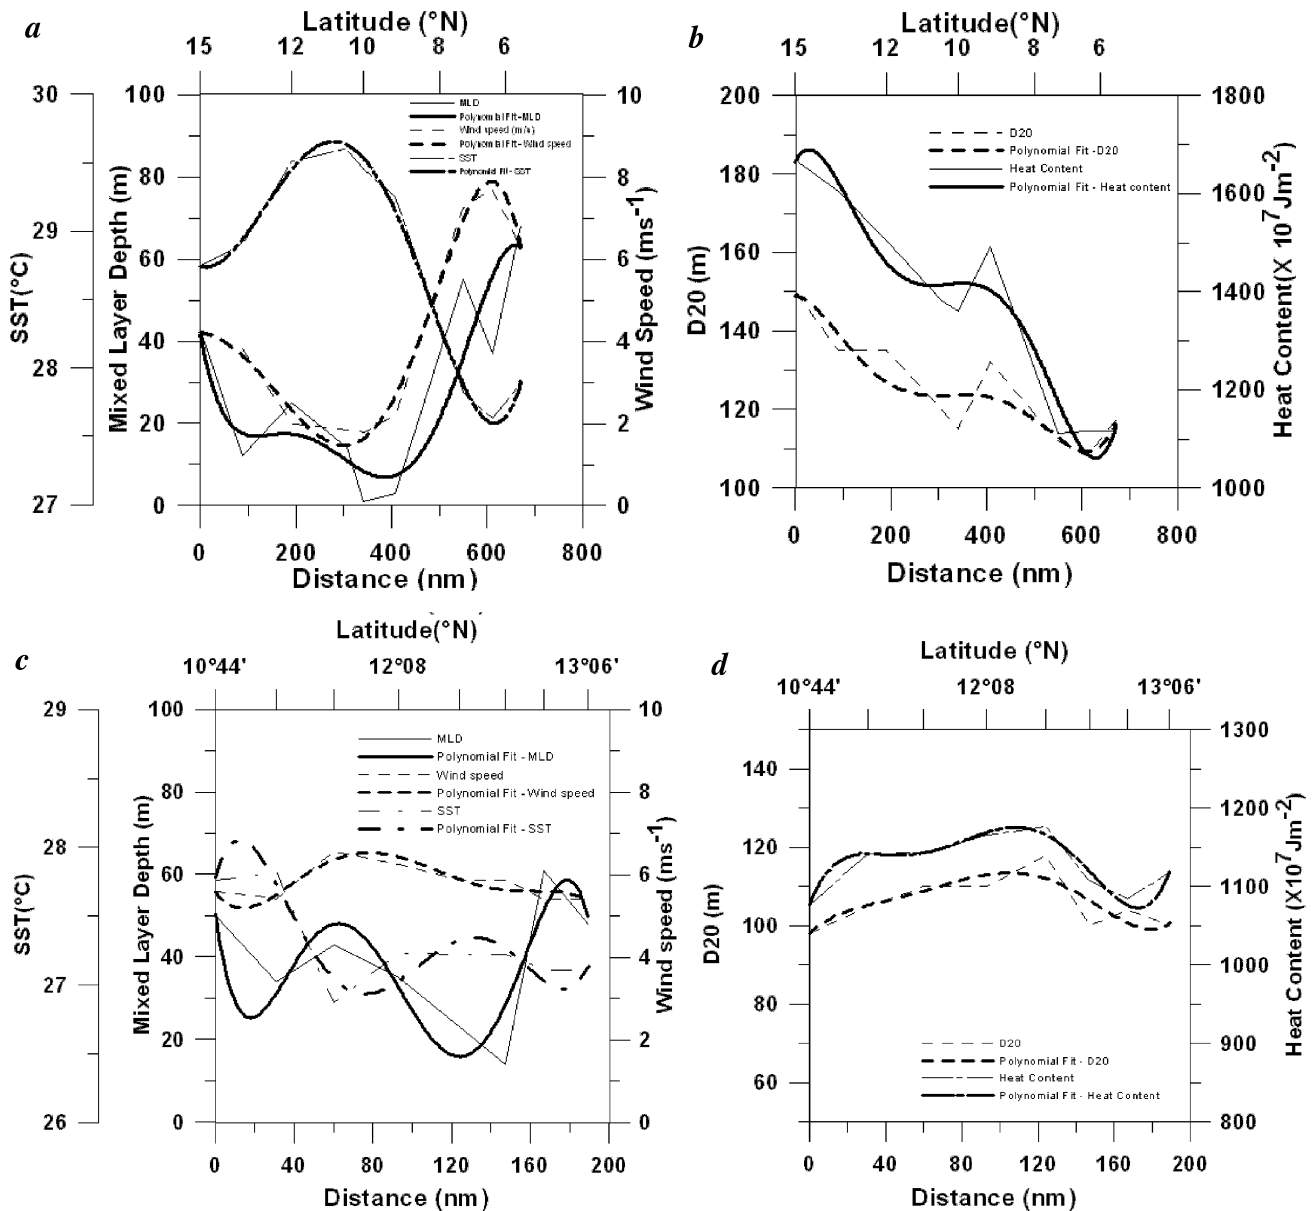 a
Latitude (°N)
15 12 10 8 6
30 100 10
MLD
Polynomial Fit-MLD
Wind speed (m/s)
Polynomial Fit-Wind speed
SST
Polynomial Fit-SST
80 8
29
60 6
SST(°C)
Mixed Layer Depth (m)
Wind Speed (ms-1)
40 4
28
20 2
27 0 0
0 200 400 600 800
Distance (nm)
b
Latitude(°N)
15 12 10 8 6
200 1800
D20
Polynomial Fit -D20
Heat Content
Polynomial Fit - Heat content
180
1600
160
D20 (m)
Heat Content(X 10^7 Jm-2)
1400
140
1200
120
100 1000
0 200 400 600 800
Distance (nm)
c
Latitude(°N)
10°44' 12°08 13°06'
29 100 10
MLD
Polynomial Fit - MLD
Wind speed
Polynomial Fit - Wind speed
SST
Polynomial Fit - SST
80 8
28
60 6
SST(°C)
Mixed Layer Depth (m)
Wind speed (ms-1)
40 4
27
20 2
26 0 0
0 40 80 120 160 200
Distance (nm)
d
Latitude (°N)
10°44' 12°08 13°06'
1300
140
1200
120
1100
D20 (m)
Heat Content (X10^7Jm-2)
100
1000
80
900
D20
Polynomial Fit - D20
Heat Content
Polynomial Fit - Heat Content
60
800
0 40 80 120 160 200
Distance (nm)